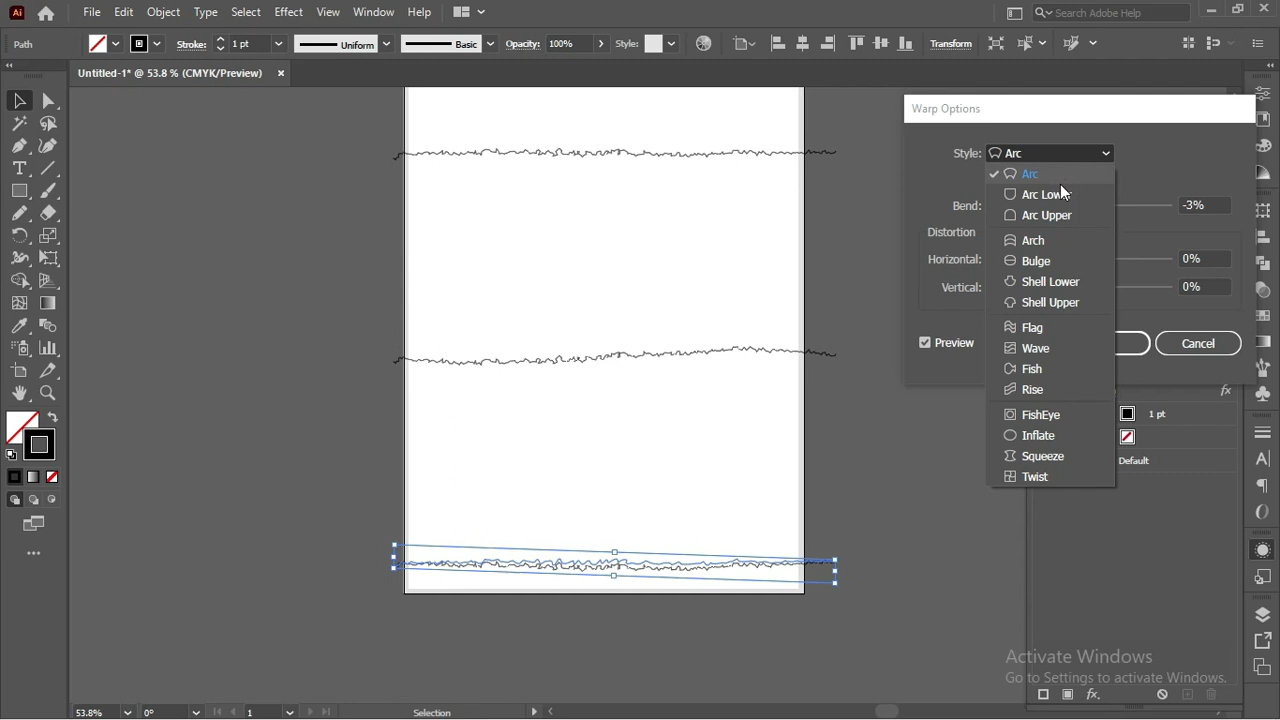 Ai File Edit Object Type Select Effect View Window Help Search Adobe Help
Path Stroke: 1 pt Uniform Basic Opacity: 100% Style: Transform
Untitled-1* @ 53.8 % (CMYK/Preview)
Warp Options
Style: Arc
Arc
Arc Low
Arc Upper
Arch
Bulge
Shell Lower
Shell Upper
Flag
Wave
Fish
Rise
FishEye
Inflate
Squeeze
Twist
Bend: -3%
Distortion
Horizontal: 0%
Vertical: 0%
Preview Cancel
fx
1 pt
Default
Activate Windows
Go to Settings to activate Windows.
fx.
53.8% 0° 1 Selection